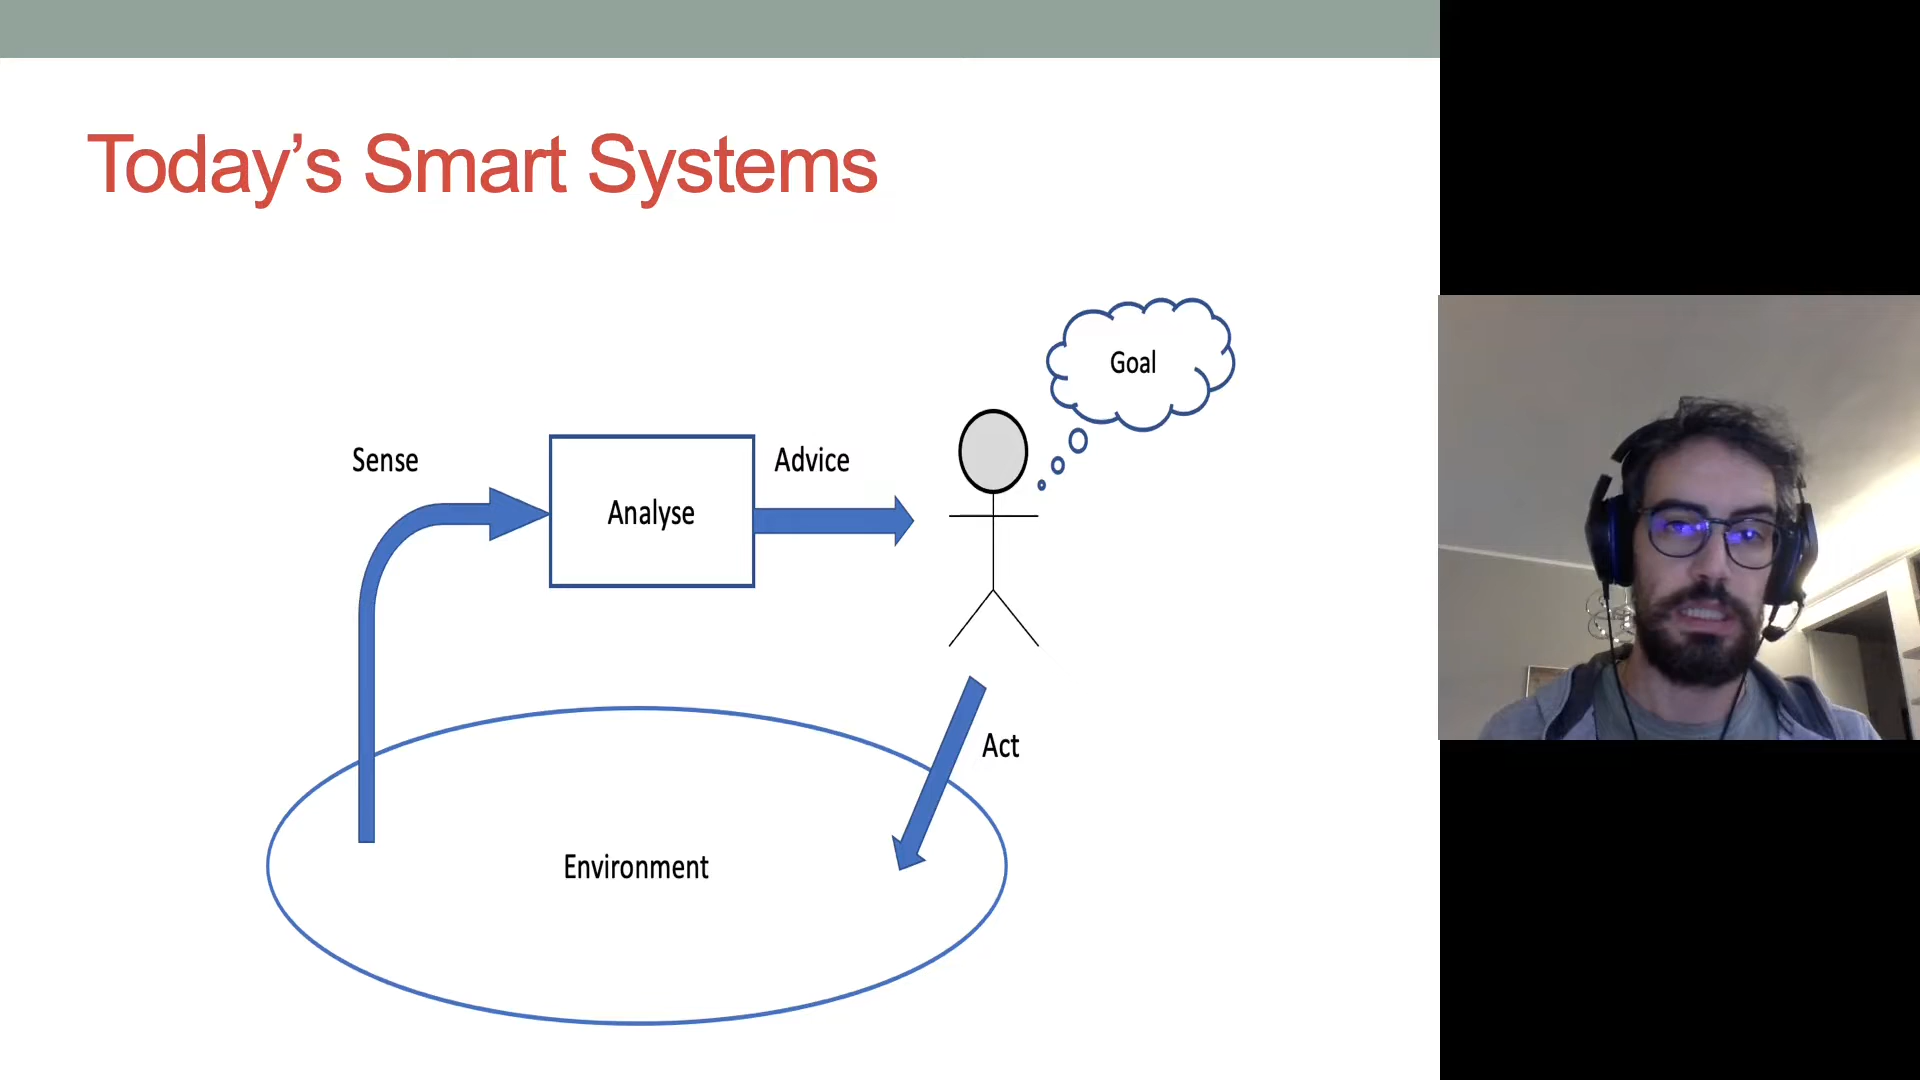 Today’s Smart Systems
Goal
Sense
Advice
Analyse
Act
Environment